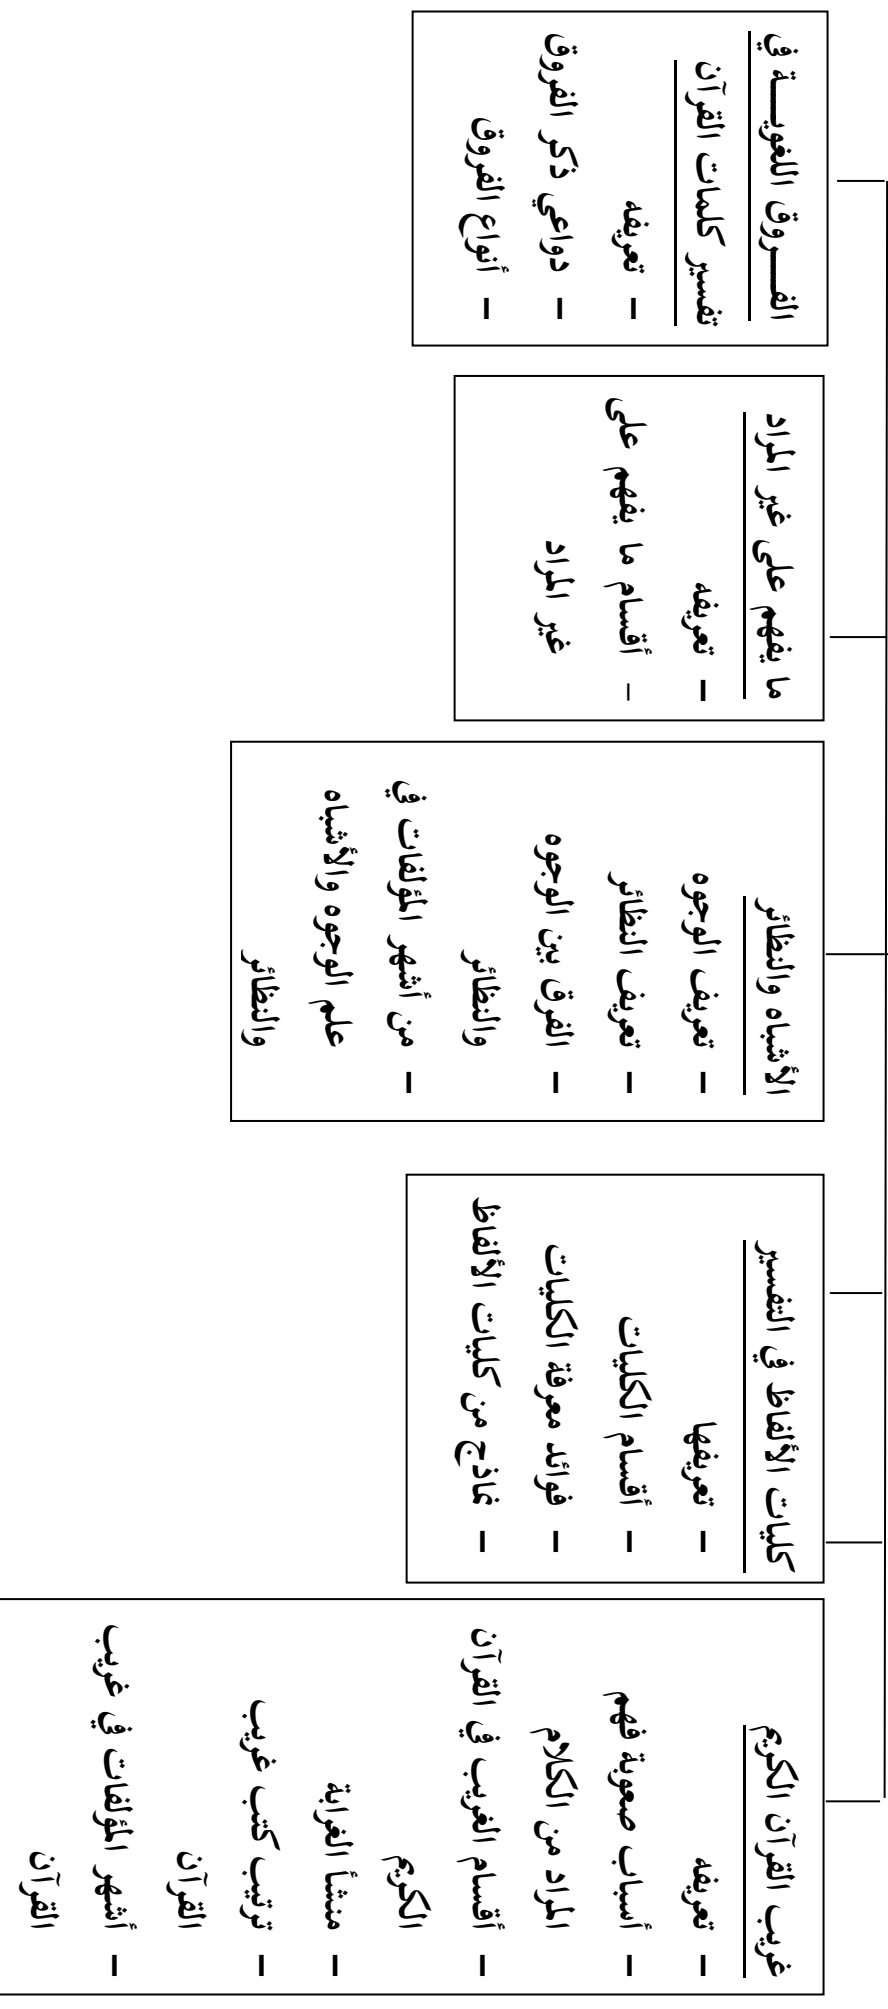 غريب القرآن الكريم
– تعريفه
– أسباب صعوبة فهم
المراد من الكلام
– أقسام الغريب في القرآن
الكريم
– منشأ الغرابة
– ترتيب كتب غريب
القرآن
– أشهر المؤلفات في غريب
القرآن
كليات الألفاظ في التفسير
– تعريفها
– أقسام الكليات
– فوائد معرفة الكليات
– نماذج من كليات الألفاظ
الأشباه والنظائر
– تعريف الوجوه
– تعريف النظائر
– الفرق بين الوجوه
والنظائر
– من أشهر المؤلفات في
علم الوجوه والأشباه
والنظائر
ما يفهم على غير المراد
– تعريفه
– أقسام ما يفهم على
غير المراد
الفــروق اللغويــة في
تفسير كلمات القرآن
– تعريفه
– دواعي ذكر الفروق
– أنواع الفروق